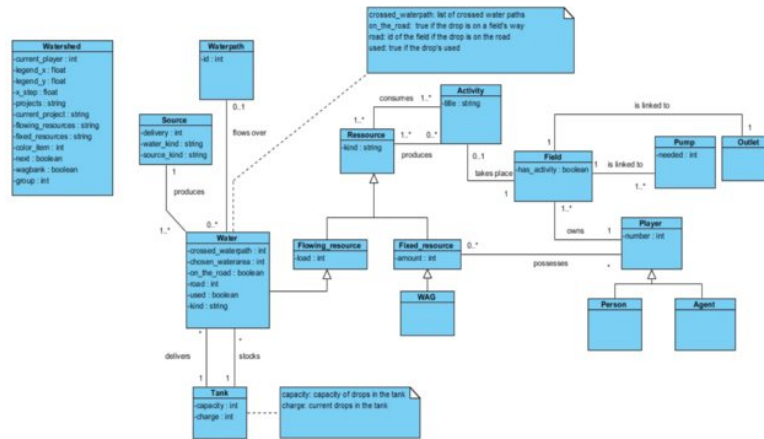 crossed_waterpath: list of crossed water paths
on_the_road: true if the drop is on a field's way
road: id of the field if the drop is on the road
used: true if the drop's used
Watershed
-current_player : int
-legend_x : float
-legend_y : float
-x_step : float
-projects : string
-current_project : string
-flowing_resources : string
-fixed_resources : string
-color_item : int
-next : boolean
-wagbank : boolean
-group : int
Waterpath
-id : int
0..1
flows over
0..*
Source
-delivery : int
-water_kind : string
-source_kind : string
1
produces
1..*
Water
-crossed_waterpath : int
-chosen_waterarea : int
-on_the_road : boolean
-road : int
-used : boolean
-kind : string
*
*
delivers
stocks
1
1
Tank
-capacity : int
-charge : int
capacity: capacity of drops in the tank
charge: current drops in the tank
Ressource
-kind : string
consumes
1..*
1..*
1..*
0..*
produces
Activity
-title : string
0..1
takes place
1
Field
-has_activity : boolean
1
is linked to
1
Outlet
1
is linked to
1..*
Pump
-needed : int
1..*
owns
1
Player
-number : int
Flowing_resource
-load : int
Fixed_resource
-amount : int
0..*
possesses
*
WAG
Person
Agent